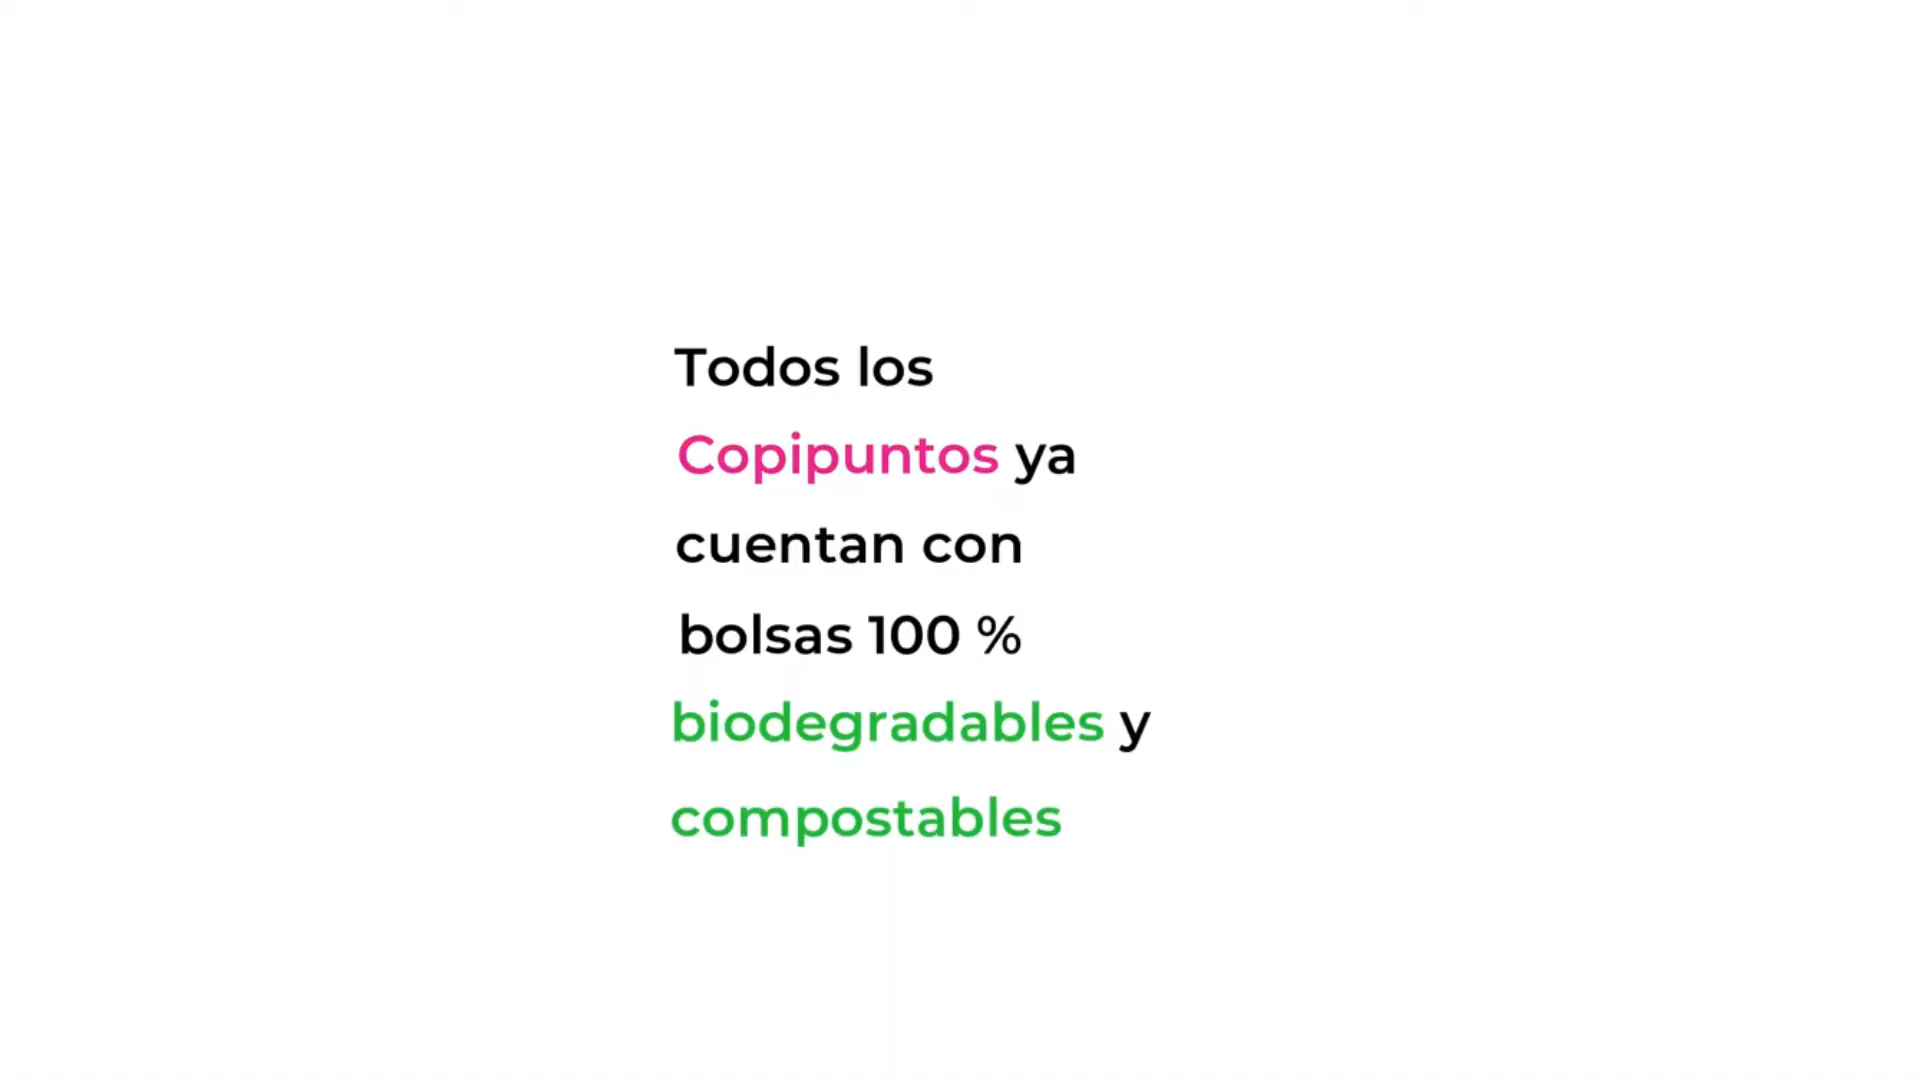 Todos los
Copipuntos ya
cuentan con
bolsas 100 %
biodegradables y
compostables